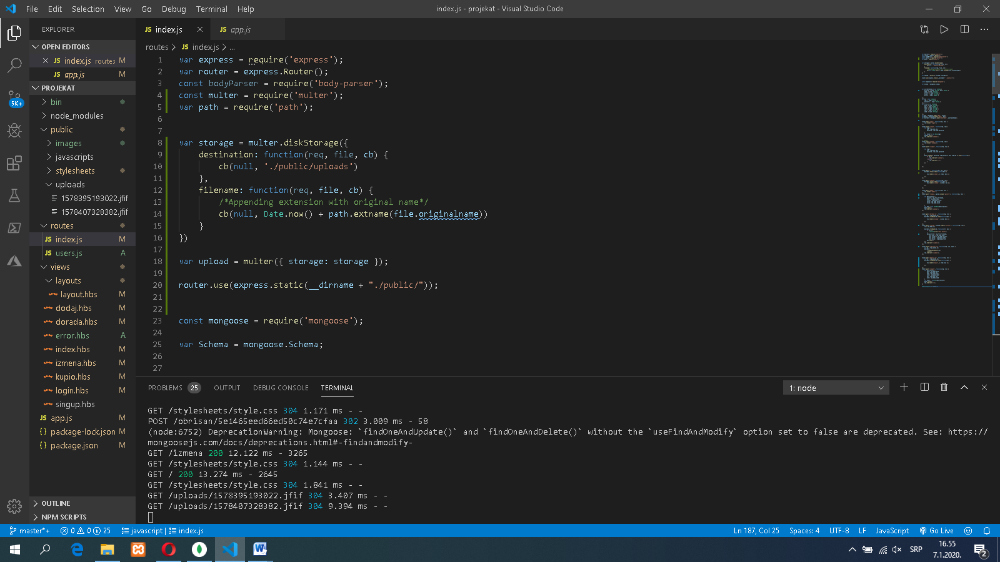 File Edit Selection View Go Debug Terminal Help
index.js - projekat - Visual Studio Code
EXPLORER
OPEN EDITORS
JS index.js routes M
JS app.js M
PROJEKAT
bin
node_modules
public
images
javascripts
stylesheets
uploads
1578395193022.jfif
1578407328382.jfif
routes
JS index.js M
JS users.js A
views
layouts
layout.hbs M
dodaj.hbs M
dorada.hbs M
error.hbs A
index.hbs M
izmena.hbs M
kupio.hbs M
login.hbs M
singup.hbs
JS app.js M
{} package-lock.json M
{} package.json M
OUTLINE
NPM SCRIPTS
5K+
JS index.js
JS app.js
routes > JS index.js > ...
1 var express = require('express');
2 var router = express.Router();
3 const bodyParser = require('body-parser');
4 const multer = require('multer');
5 var path = require('path');
6
7
8 var storage = multer.diskStorage({
9 destination: function(req, file, cb) {
10 cb(null, './public/uploads')
11 },
12 filename: function(req, file, cb) {
13 /*Appending extension with original name*/
14 cb(null, Date.now() + path.extname(file.originalname))
15 }
16 })
17
18 var upload = multer({ storage: storage });
19
20 router.use(express.static(__dirname + "./public/"));
21
22
23 const mongoose = require('mongoose');
24
25 var Schema = mongoose.Schema;
26
27
PROBLEMS 25 OUTPUT DEBUG CONSOLE TERMINAL
1: node
GET /stylesheets/style.css 304 1.171 ms - -
POST /obrisan/5e1465eed66ed50c74e7cfaa 302 3.009 ms - 58
(node:6752) DeprecationWarning: Mongoose: `findOneAndUpdate()` and `findOneAndDelete()` without the `useFindAndModify` option set to false are deprecated. See: https://
mongoosejs.com/docs/deprecations.html#-findandmodify-
GET /izmena 200 12.122 ms - 3265
GET /stylesheets/style.css 304 1.144 ms - -
GET / 200 13.274 ms - 2645
GET /stylesheets/style.css 304 1.841 ms - -
GET /uploads/1578395193022.jfif 304 3.407 ms - -
GET /uploads/1578407328382.jfif 304 9.394 ms - -
master*+ 0 0 25 javascript | index.js
Ln 187, Col 25 Spaces: 4 UTF-8 LF JavaScript Go Live
SRP
16.55
7.1.2020.
2